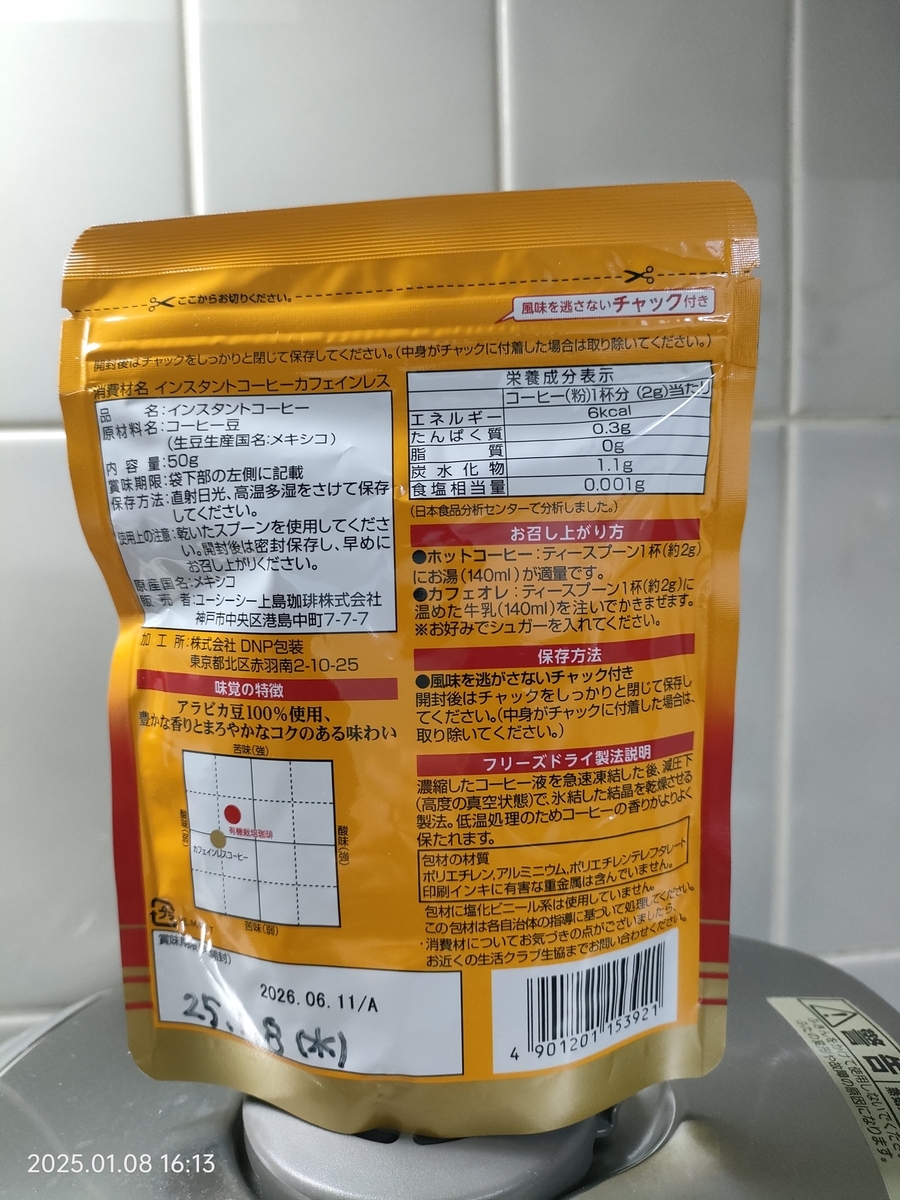 ここからお切りください。
風味を逃さないチャック付き
開封後はチャックをしっかりと閉じて保存してください。(中身がチャックに付着した場合は取り除いてください。)
消費材名 インスタントコーヒーカフェインレス
品名:インスタントコーヒー
原材料名:コーヒー豆
(生豆生産国名:メキシコ)
内容量:50g
賞味期限:袋下部の左側に記載
保存方法:直射日光、高温多湿をさけて保存
してください。
使用上の注意:乾いたスプーンを使用してくださ
い。開封後は密封保存し、早めに
お召し上がりください。
原産国名:メキシコ
販売者:ユーシーシー上島珈琲株式会社
神戸市中央区港島中町7-7-7
加工所:株式会社 DNP包装
東京都北区赤羽南2-10-25
味覚の特徴
アラビカ豆100%使用、
豊かな香りとまろやかなコクのある味わい
苦味(強)
酸味(弱)
酸味(強)
有機栽培珈琲
カフェインレスコーヒー
苦味(弱)
賞味期限
2026.06.11/A
25. 8(水)
栄養成分表示
コーヒー(粉)1杯分(2g)当たり
エネルギー 6kcal
たんぱく質 0.3g
脂質 0g
炭水化物 1.1g
食塩相当量 0.001g
(日本食品分析センターで分析しました。)
お召し上がり方
●ホットコーヒー:ティースプーン1杯(約2g)
にお湯(140ml)が適量です。
●カフェオレ:ティースプーン1杯(約2g)に
温めた牛乳(140ml)を注いでかきまぜます。
※お好みでシュガーを入れてください。
保存方法
●風味を逃がさないチャック付き
開封後はチャックをしっかりと閉じて保存し
てください。(中身がチャックに付着した場合は、
取り除いてください。)
フリーズドライ製法説明
濃縮したコーヒー液を急速凍結した後、減圧下
(高度の真空状態)で、氷結した結晶を乾燥させる
製法。低温処理のためコーヒーの香りがよりよく
保たれます。
包材の材質
ポリエチレン,アルミニウム,ポリエチレンテレフタレート
印刷インキに有害な重金属は含んでいません。
包材に塩化ビニール系は使用していません。
この包材は各自治体の指導に基づいて処理してください。
・消費材についてお気づきの点がございましたら、
お近くの生活クラブ生協までお問い合わせください。
4 901201 153921
警告
2025.01.08 16:13